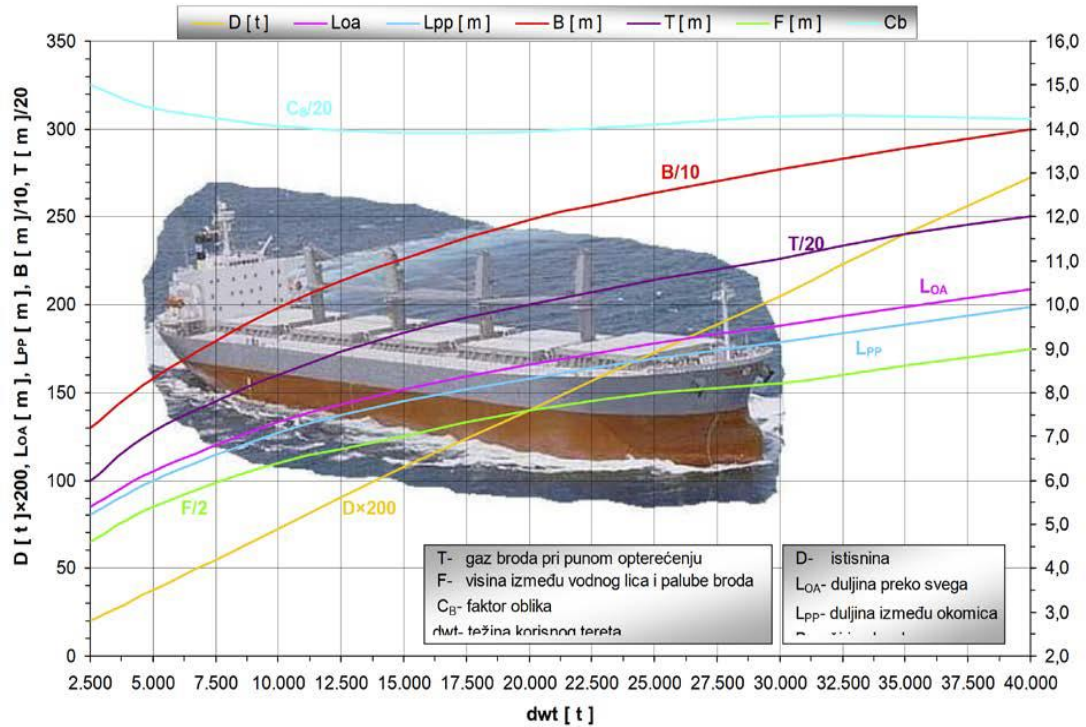 D [ t ] Loa Lpp [ m ] B [ m ] T [ m ] F [ m ] Cb
D [ t ]×200, LOA [ m ], LPP [ m ], B [ m ]/10, T [ m ]/20
350
300
250
200
150
100
50
0
16,0
15,0
14,0
13,0
12,0
11,0
10,0
9,0
8,0
7,0
6,0
5,0
4,0
3,0
2,0
CB/20
B/10
T/20
LOA
LPP
F/2
D×200
T- gaz broda pri punom opterećenju
F- visina između vodnog lica i palube broda
CB- faktor oblika
dwt- težina korisnog tereta
D- istisnina
LOA- duljina preko svega
LPP- duljina između okomica
2.500 5.000 7.500 10.000 12.500 15.000 17.500 20.000 22.500 25.000 27.500 30.000 32.500 35.000 37.500 40.000
dwt [ t ]